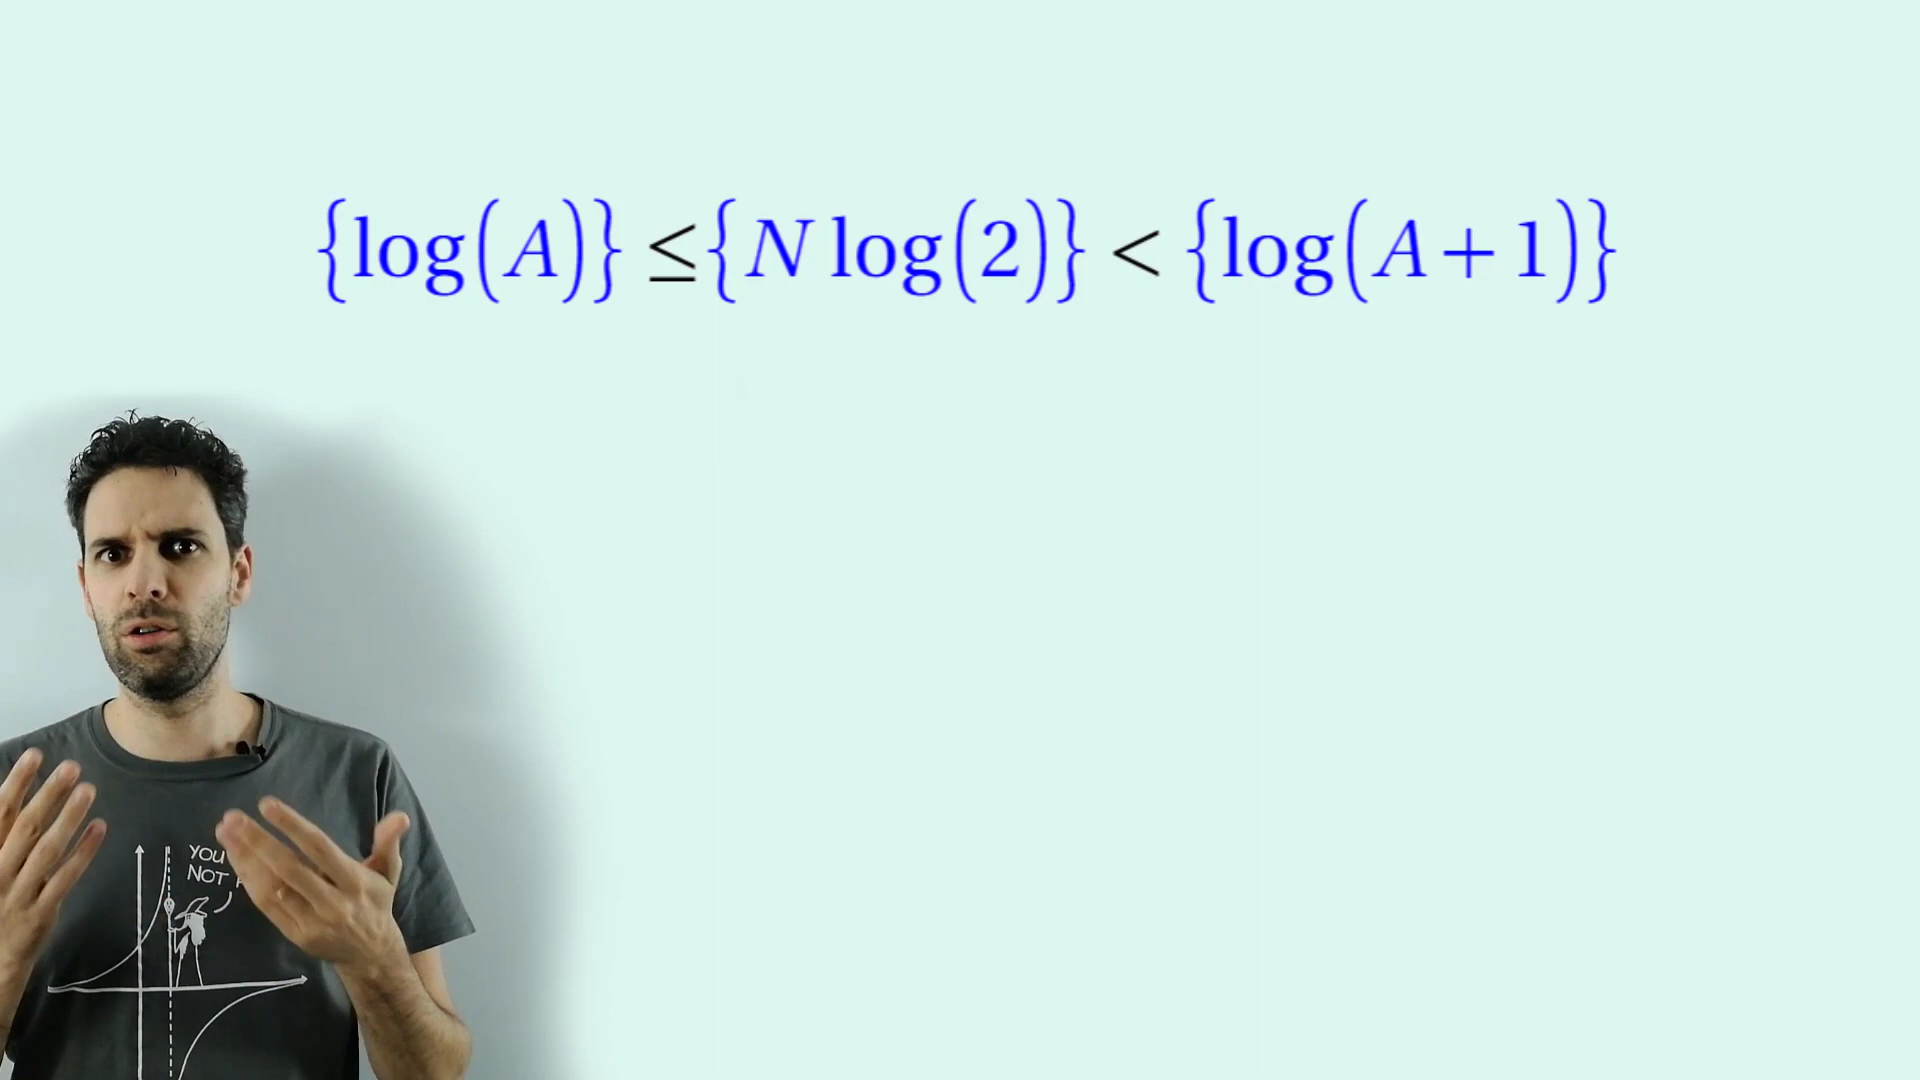 {log(A)} ≤ {N log(2)} < {log(A+1)}
YOU
NOT